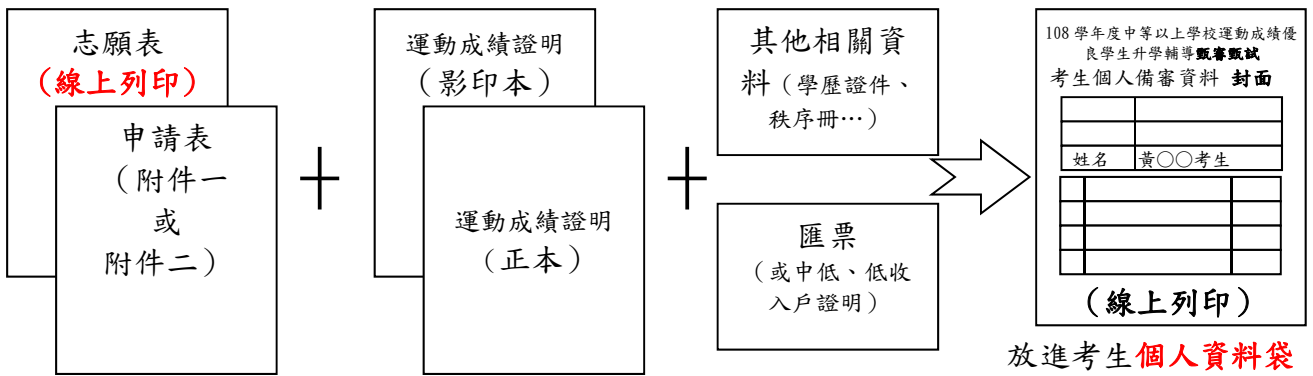 志願表
(線上列印)
申請表
(附件一
或
附件二)
運動成績證明
(影印本)
運動成績證明
(正本)
其他相關資
料(學歷證件、
秩序冊…)
匯票
(或中低、低收
入戶證明)
108 學年度中等以上學校運動成績優
良學生升學輔導甄審甄試
考生個人備審資料 封面
姓名 黃○○考生
(線上列印)
放進考生個人資料袋